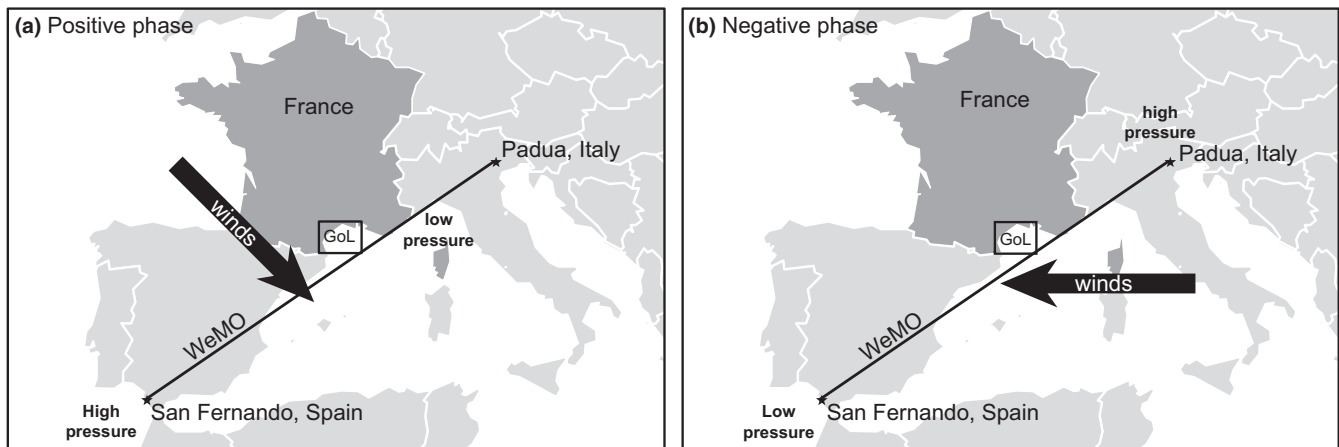 (a) Positive phase
France
Padua, Italy
winds
GoL
low
pressure
WeMO
High
pressure
San Fernando, Spain
(b) Negative phase
France
high
pressure
Padua, Italy
GoL
winds
WeMO
Low
pressure
San Fernando, Spain